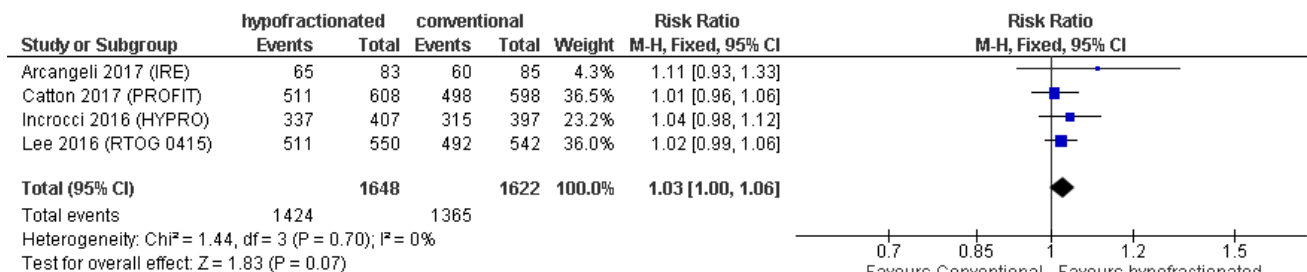 hypofractionated conventional Risk Ratio Risk Ratio
Study or Subgroup Events Total Events Total Weight M-H, Fixed, 95% CI M-H, Fixed, 95% CI
Arcangeli 2017 (IRE) 65 83 60 85 4.3% 1.11 [0.93, 1.33]
Catton 2017 (PROFIT) 511 608 498 598 36.5% 1.01 [0.96, 1.06]
Incrocci 2016 (HYPRO) 337 407 315 397 23.2% 1.04 [0.98, 1.12]
Lee 2016 (RTOG 0415) 511 550 492 542 36.0% 1.02 [0.99, 1.06]
Total (95% CI) 1648 1622 100.0% 1.03 [1.00, 1.06]
Total events 1424 1365
Heterogeneity: Chi² = 1.44, df = 3 (P = 0.70); I² = 0%
Test for overall effect: Z = 1.83 (P = 0.07)
0.7 0.85 1 1.2 1.5
Favours Conventional Favours hypofractionated